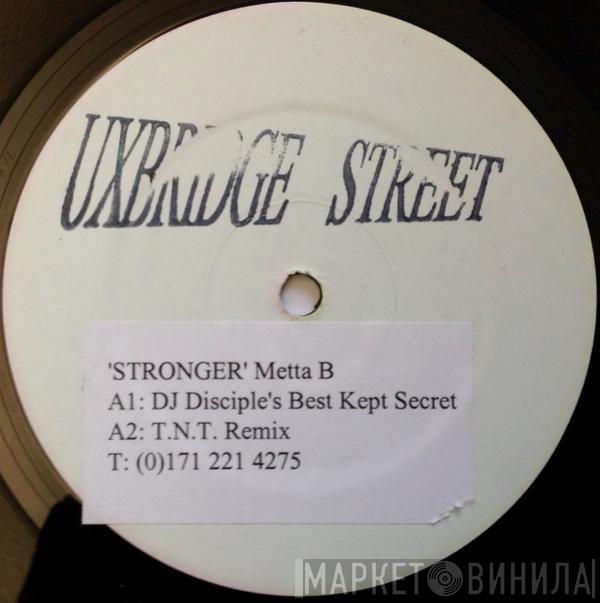 UXBRIDGE STREET
'STRONGER' Metta B
A1: DJ Disciple's Best Kept Secret
A2: T.N.T. Remix
T: (0)171 221 4275
МАРКЕТ ВИНИЛА